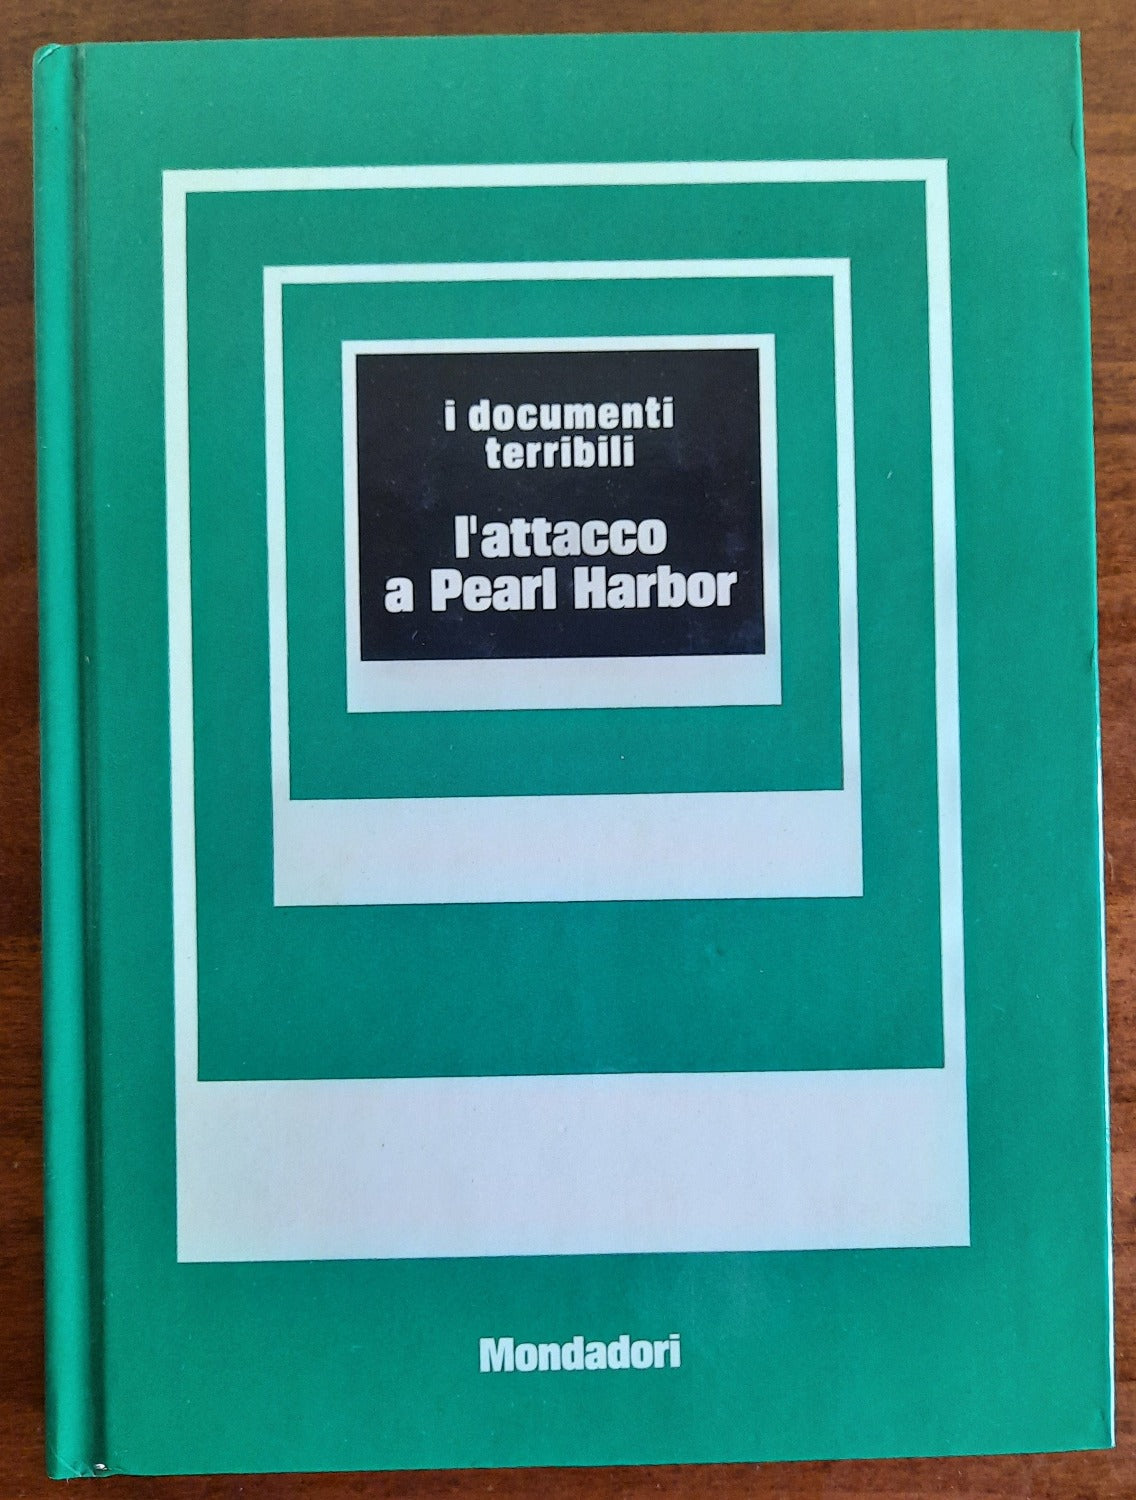 i documenti
terribili
l'attacco
a Pearl Harbor
Mondadori